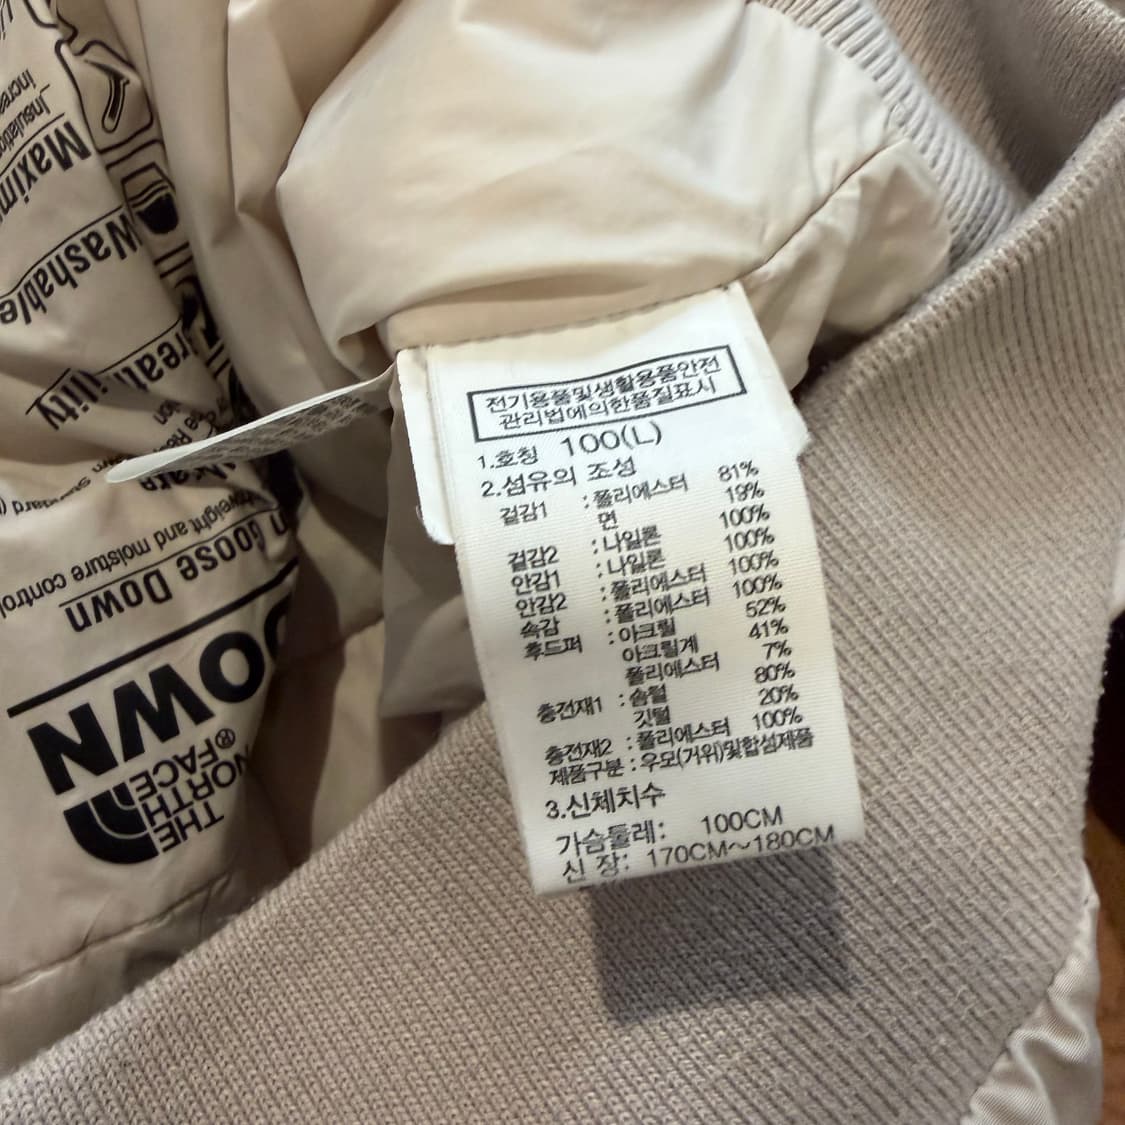 전기용품및생활용품안전
관리법에의한품질표시
1.호칭 100(L)
2.섬유의 조성
겉감1 : 폴리에스터 81%
면 19%
겉감2 : 나일론 100%
안감1 : 나일론 100%
안감2 : 폴리에스터 100%
속감 : 폴리에스터 100%
후드퍼 : 아크릴 52%
아크릴계 41%
폴리에스터 7%
충전재1 : 솜털 80%
깃털 20%
충전재2 : 폴리에스터 100%
제품구분 : 우모(거위)및합섬제품
3.신체치수
가슴둘레: 100CM
신 장: 170CM~180CM
THE
NORTH
FACE®
DOWN
Goose Down
and moisture control
Washable